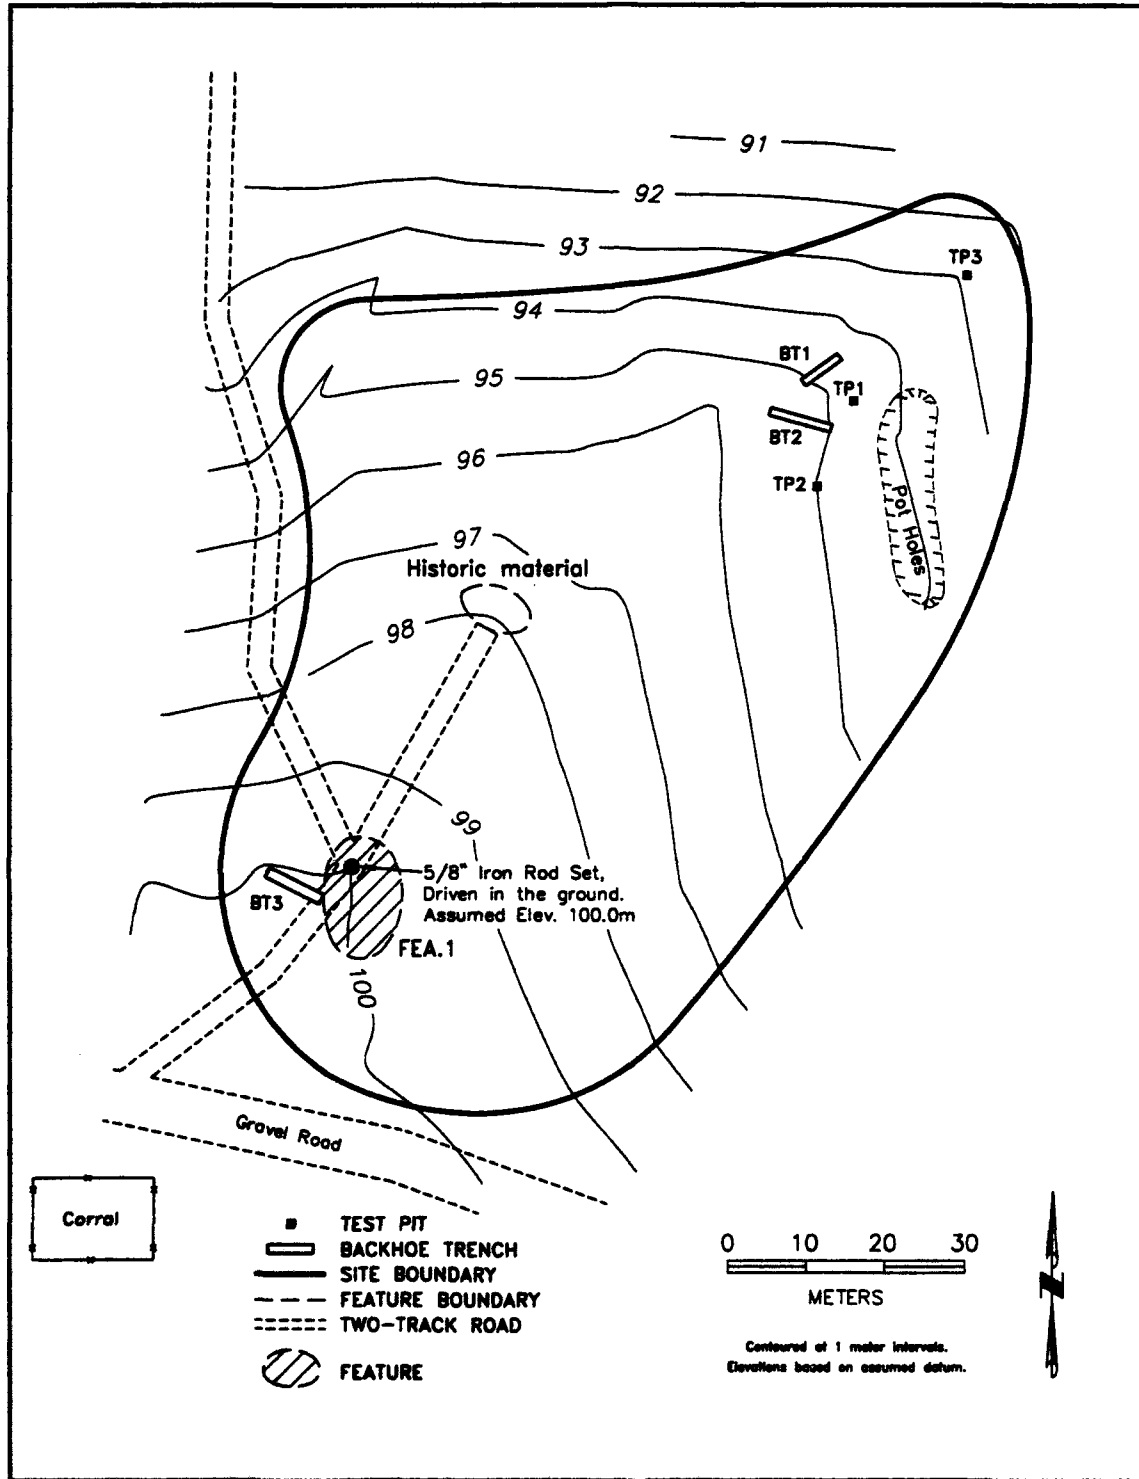 91
92
93
TP3
94
BT1
95
TP1
BT2
96
TP2
Pot Holes
97
Historic material
98
99
5/8" Iron Rod Set,
Driven in the ground.
Assumed Elev. 100.0m
BT3
FEA.1
100
Gravel Road
Corral
TEST PIT
BACKHOE TRENCH
SITE BOUNDARY
FEATURE BOUNDARY
TWO-TRACK ROAD
FEATURE
0 10 20 30
METERS
Contoured at 1 meter intervals.
Elevations based on assumed datum.
N